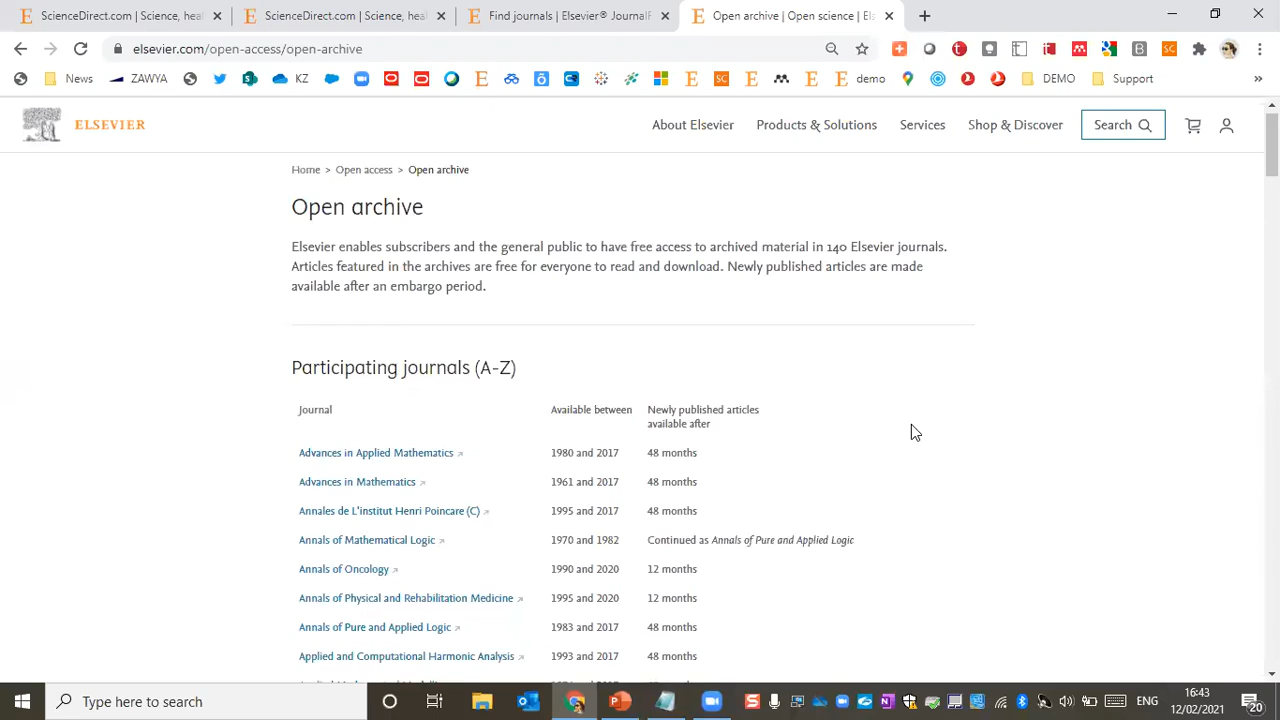 ScienceDirect.com | Science, heal
ScienceDirect.com | Access, health
Find journals | Elsevier® JournalF
Open archive | Open science | Els
elsevier.com/open-access/open-archive
News
ZAWYA
KZ
demo
DEMO
Support
ELSEVIER
About Elsevier
Products & Solutions
Services
Shop & Discover
Search
Home > Open access > Open archive
Open archive
Elsevier enables subscribers and the general public to have free access to archived material in 140 Elsevier journals.
Articles featured in the archives are free for everyone to read and download. Newly published articles are made
available after an embargo period.
Participating journals (A-Z)
Journal
Available between
Newly published articles
available after
Advances in Applied Mathematics 1980 and 2017 48 months
Advances in Mathematics 1961 and 2017 48 months
Annales de L'institut Henri Poincare (C) 1995 and 2017 48 months
Annals of Mathematical Logic 1970 and 1982 Continued as Annals of Pure and Applied Logic
Annals of Oncology 1990 and 2020 12 months
Annals of Physical and Rehabilitation Medicine 1995 and 2020 12 months
Annals of Pure and Applied Logic 1983 and 2017 48 months
Applied and Computational Harmonic Analysis 1993 and 2017 48 months
Type here to search
ENG
16:43
12/02/2021
20